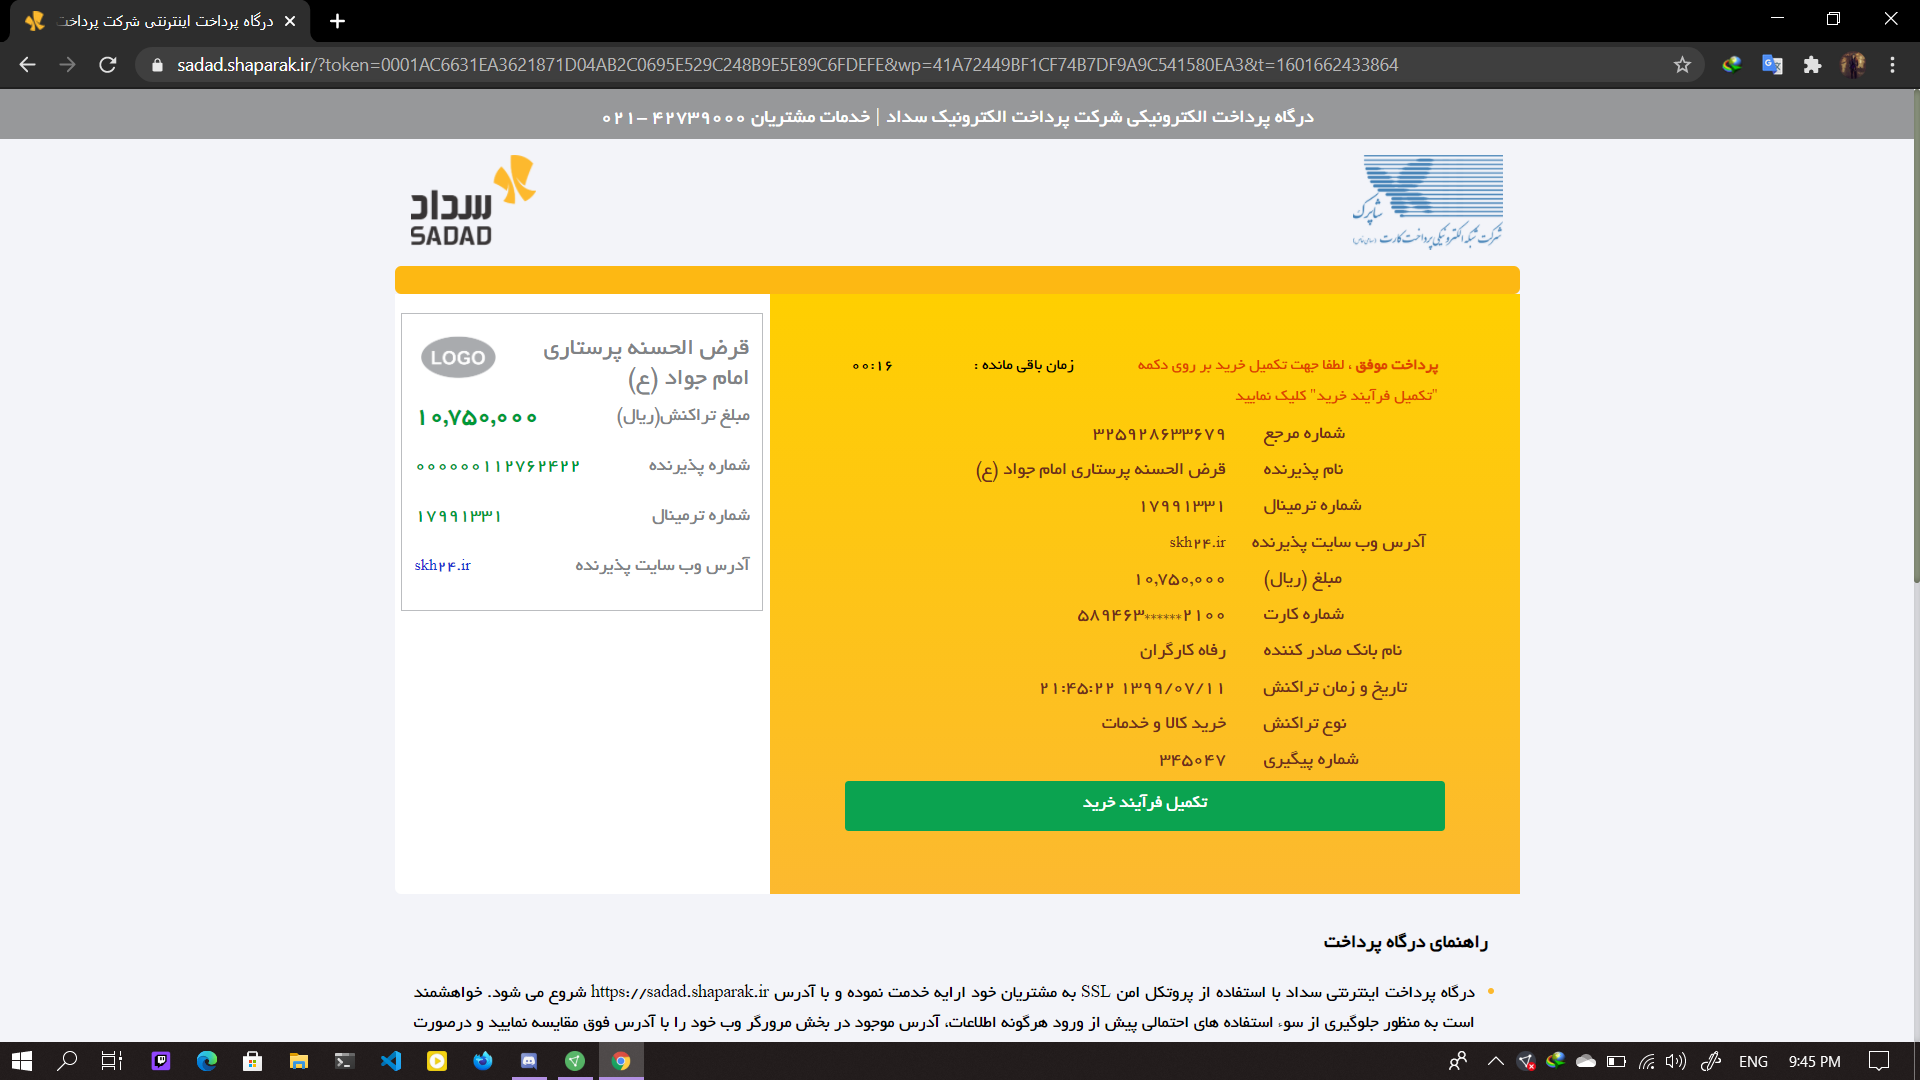 درگاه پرداخت اینترنتی شرکت پرداخت
sadad.shaparak.ir/?token=0001AC6631EA3621871D04AB2C0695E529C248B9E5E89C6FDEFE&wp=41A72449BF1CF74B7DF9A9C541580EA3&t=1601662433864
درگاه پرداخت الکترونیکی شرکت پرداخت الکترونیک سداد | خدمات مشتریان ۴۲۷۳۹۰۰۰ -۰۲۱
شاپرک
شرکت شبکه الکترونیکی پرداخت کارت (سهامی خاص)
سداد
SADAD
پرداخت موفق ، لطفا جهت تکمیل خرید بر روی دکمه
"تکمیل فرآیند خرید" کلیک نمایید
زمان باقی مانده : ۰۰:۱۶
شماره مرجع ۳۲۵۹۲۸۶۳۳۶۷۹
نام پذیرنده قرض الحسنه پرستاری امام جواد (ع)
شماره ترمینال ۱۷۹۹۱۳۳۱
آدرس وب سایت پذیرنده skh۲۴.ir
مبلغ (ریال) ۱۰,۷۵۰,۰۰۰
شماره کارت ۵۸۹۴۶۳******۲۱۰۰
نام بانک صادر کننده رفاه کارگران
تاریخ و زمان تراکنش ۱۳۹۹/۰۷/۱۱ ۲۱:۴۵:۲۲
نوع تراکنش خرید کالا و خدمات
شماره پیگیری ۳۴۵۰۴۷
تکمیل فرآیند خرید
قرض الحسنه پرستاری
امام جواد (ع)
LOGO
مبلغ تراکنش(ریال) ۱۰,۷۵۰,۰۰۰
شماره پذیرنده ۰۰۰۰۰۰۱۱۲۷۶۲۴۲۲
شماره ترمینال ۱۷۹۹۱۳۳۱
آدرس وب سایت پذیرنده skh۲۴.ir
راهنمای درگاه پرداخت
درگاه پرداخت اینترنتی سداد با استفاده از پروتکل امن SSL به مشتریان خود ارایه خدمت نموده و با آدرس https://sadad.shaparak.ir شروع می شود. خواهشمند
است به منظور جلوگیری از سوء استفاده های احتمالی پیش از ورود هرگونه اطلاعات، آدرس موجود در بخش مرورگر وب خود را با آدرس فوق مقایسه نمایید و درصورت
ENG
9:45 PM